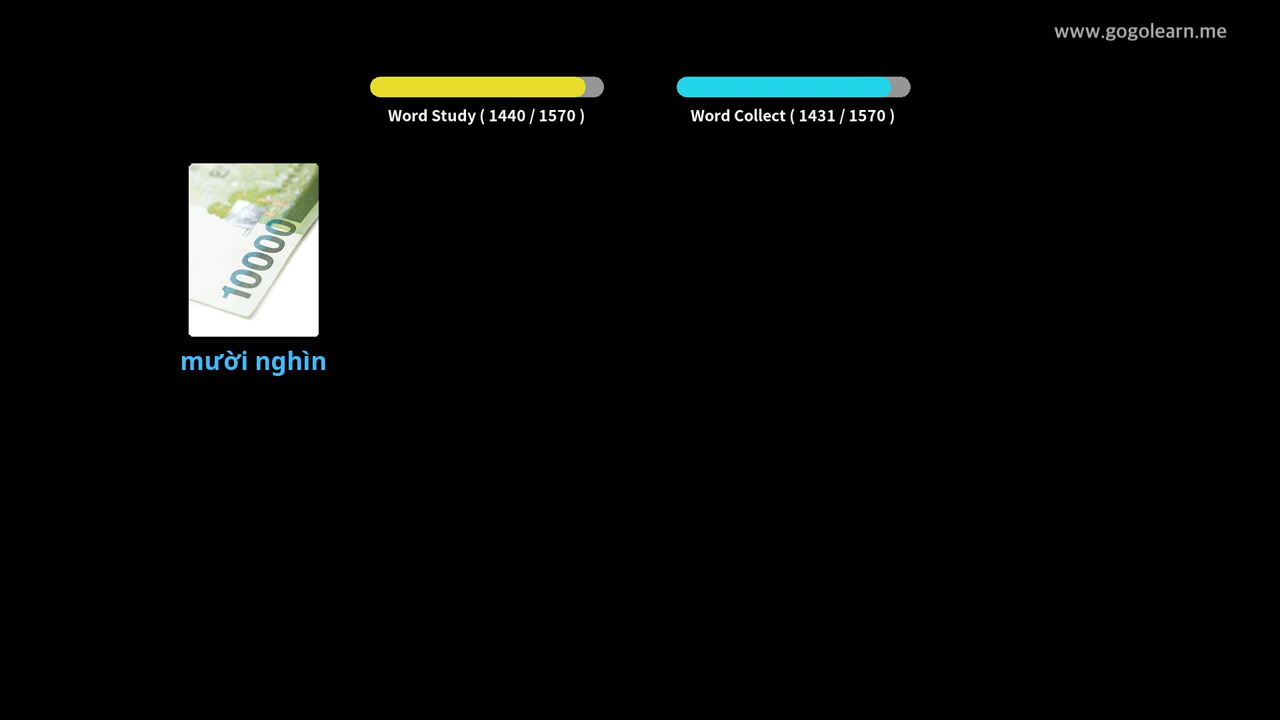 www.gogolearn.me
Word Study ( 1440 / 1570 )
Word Collect ( 1431 / 1570 )
10000
mười nghìn